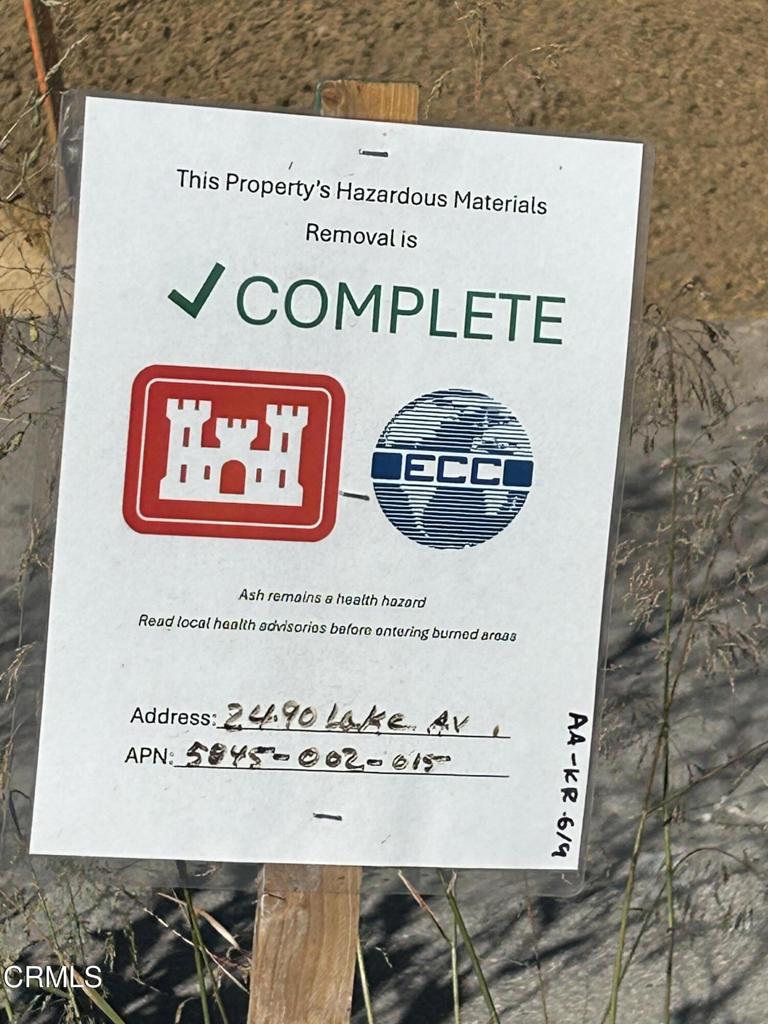 This Property's Hazardous Materials
Removal is
✓COMPLETE
ECC
Ash remains a health hazard
Read local health advisories before entering burned areas
Address: 2490 Lake Av.
APN: 5845-002-015
AA-KR-6/9
CRMLS